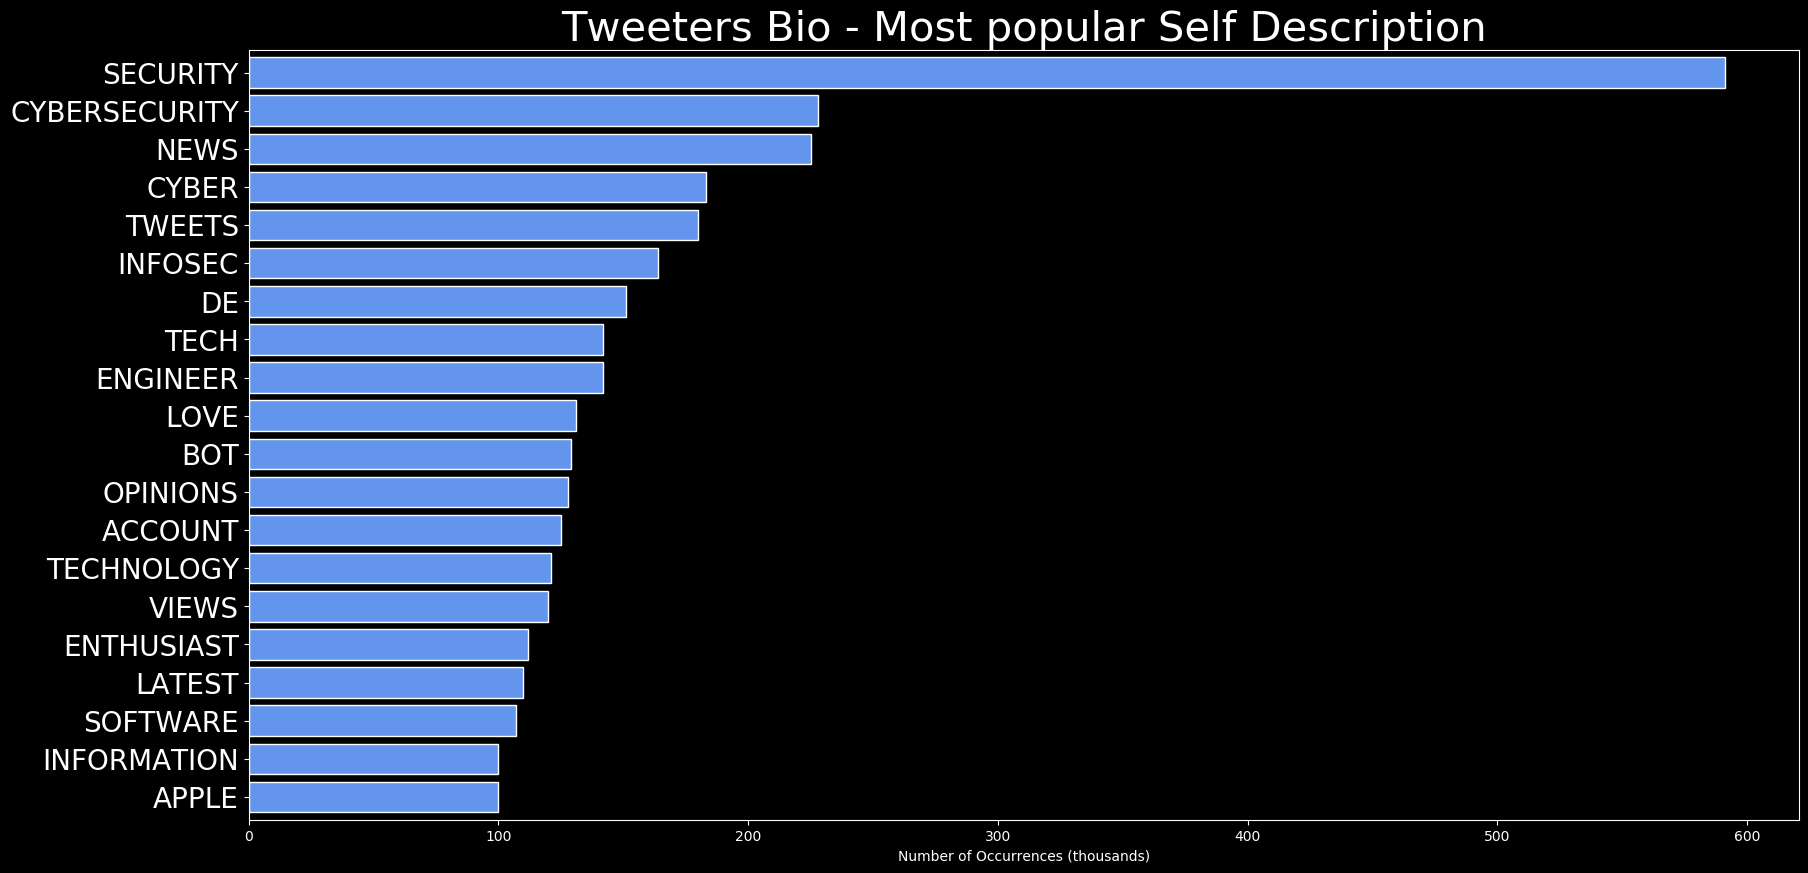 Tweeters Bio - Most popular Self Description
SECURITY
CYBERSECURITY
NEWS
CYBER
TWEETS
INFOSEC
DE
TECH
ENGINEER
LOVE
BOT
OPINIONS
ACCOUNT
TECHNOLOGY
VIEWS
ENTHUSIAST
LATEST
SOFTWARE
INFORMATION
APPLE
0 100 200 300 400 500 600
Number of Occurrences (thousands)